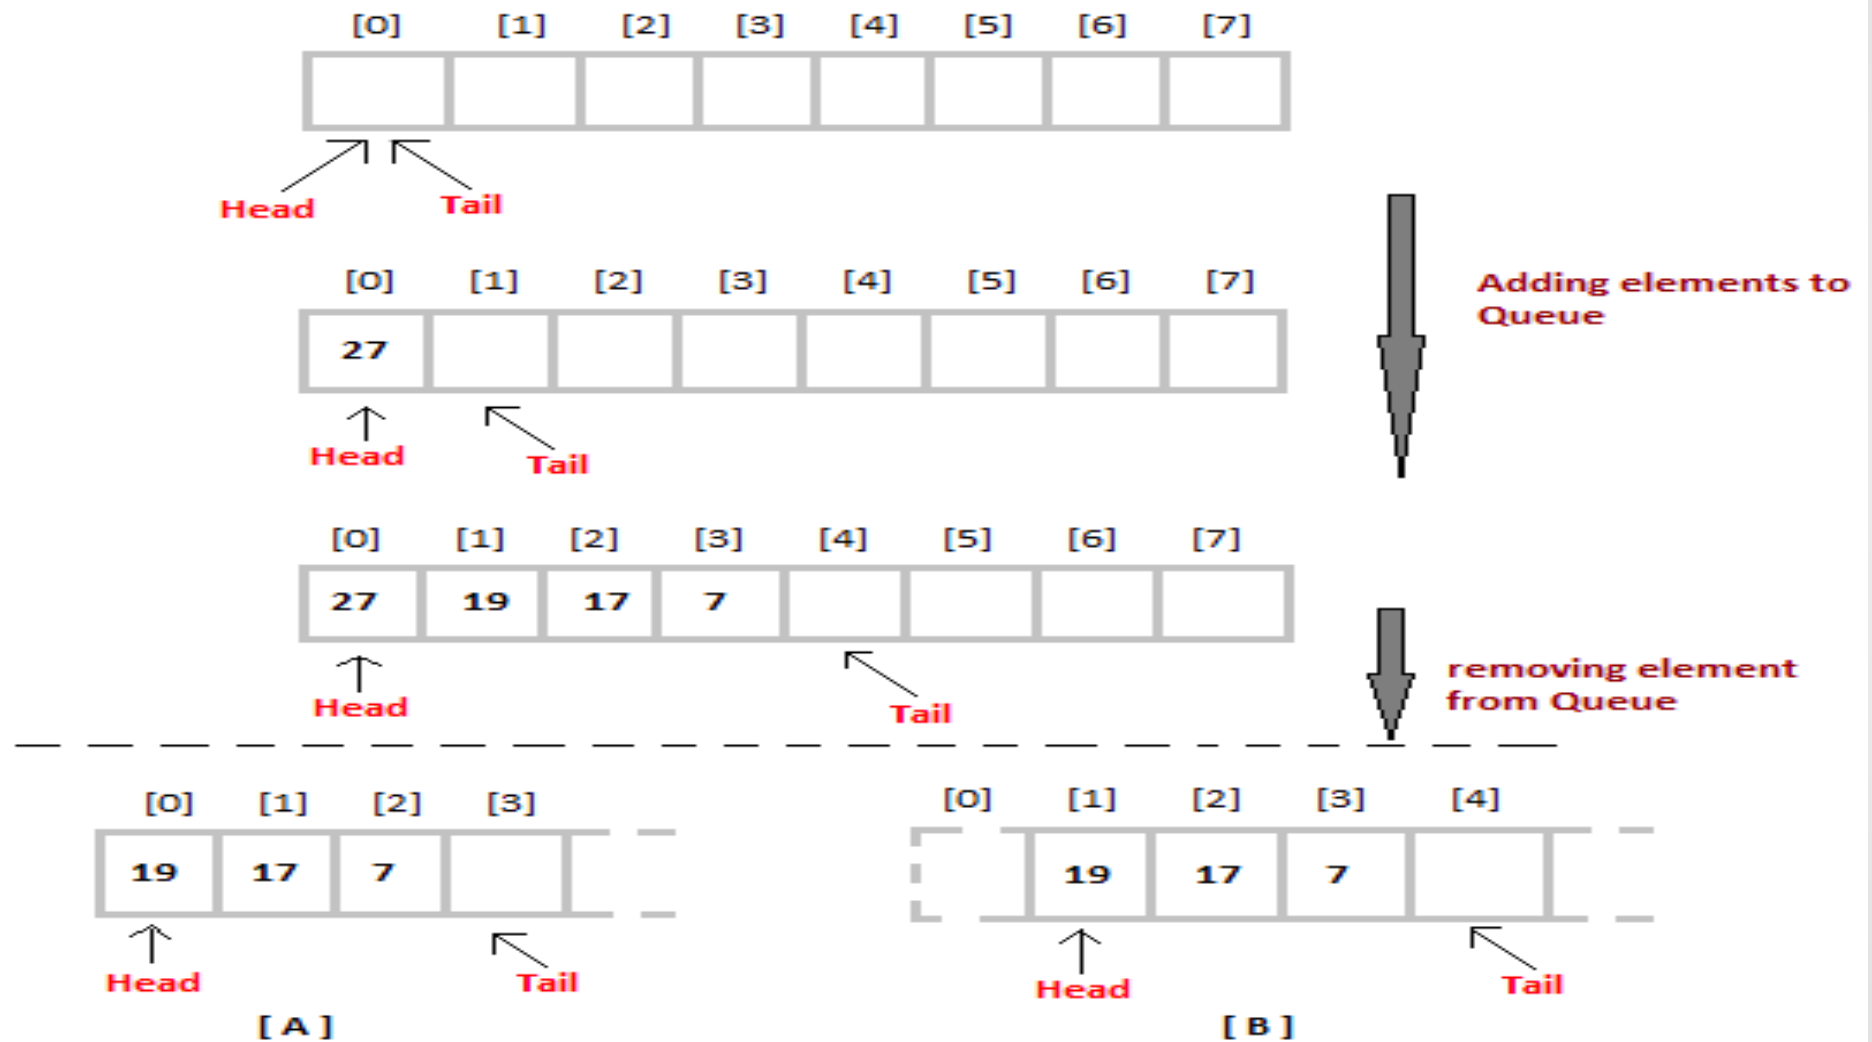 [0] [1] [2] [3] [4] [5] [6] [7]
Head Tail
[0] [1] [2] [3] [4] [5] [6] [7]
27
Head Tail
Adding elements to
Queue
[0] [1] [2] [3] [4] [5] [6] [7]
27 19 17 7
Head Tail
removing element
from Queue
[0] [1] [2] [3]
19 17 7
Head Tail
[ A ]
[0] [1] [2] [3] [4]
19 17 7
Head Tail
[ B ]